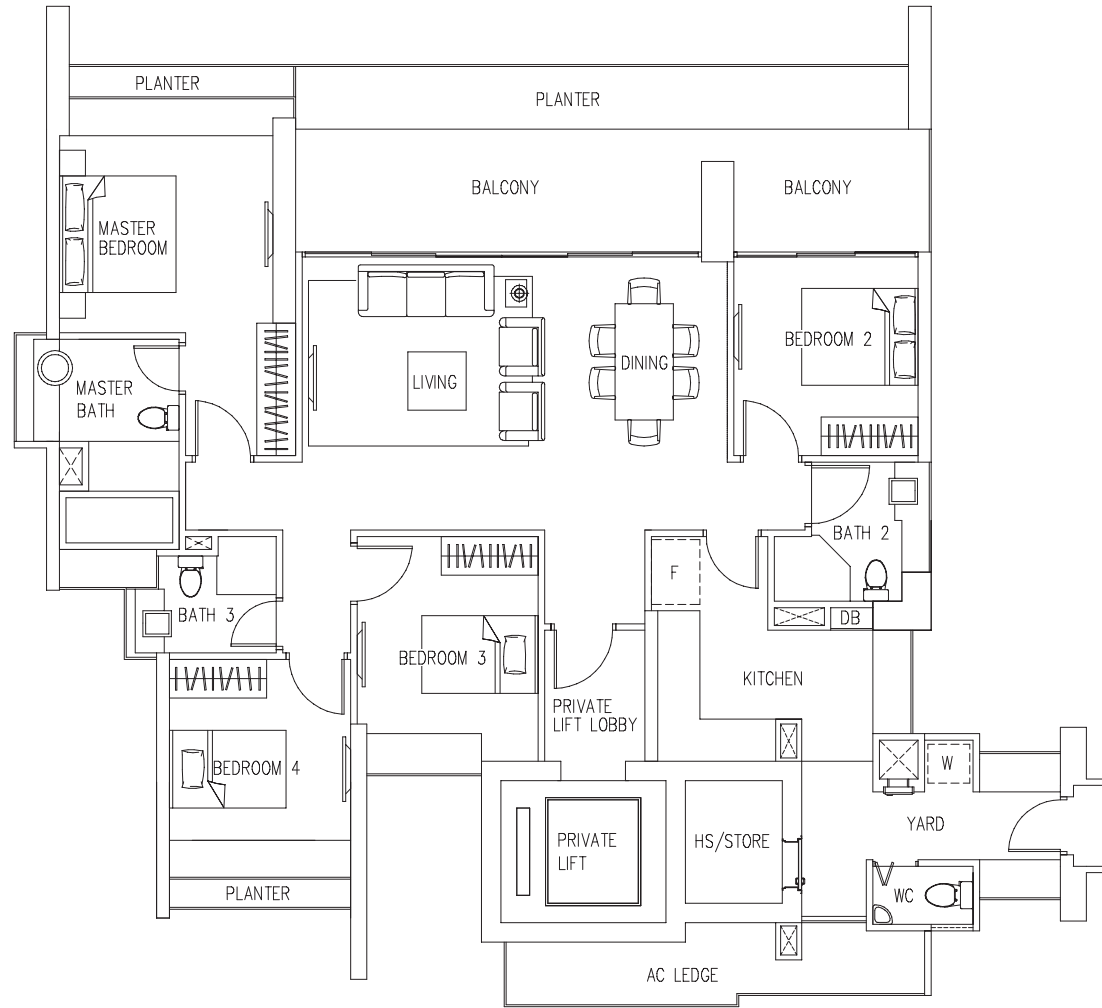 PLANTER
PLANTER
BALCONY
BALCONY
MASTER
BEDROOM
BEDROOM 2
DINING
LIVING
MASTER
BATH
BATH 2
F
BATH 3
DB
BEDROOM 3
KITCHEN
PRIVATE
LIFT LOBBY
BEDROOM 4
W
YARD
PRIVATE
LIFT
HS/STORE
PLANTER
WC
AC LEDGE